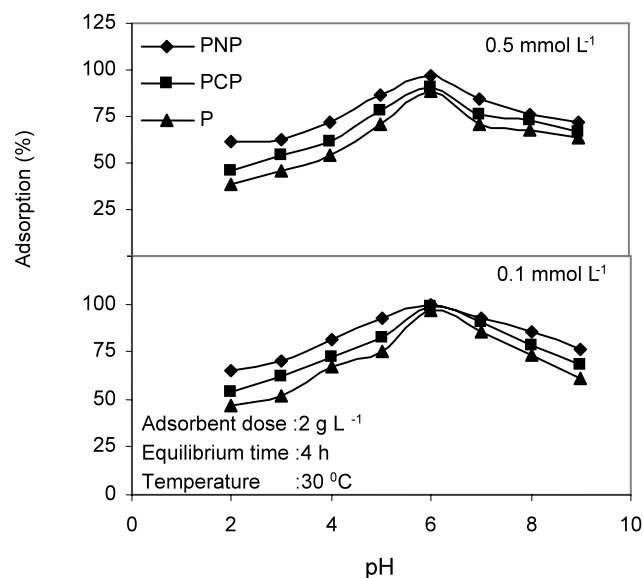 125
100
75
50
25
PNP
PCP
P
0.5 mmol L-1
Adsorption (%)
0.1 mmol L-1
100
75
50
25
0
Adsorbent dose :2 g L -1
Equilibrium time :4 h
Temperature :30 0C
0 2 4 6 8 10
pH